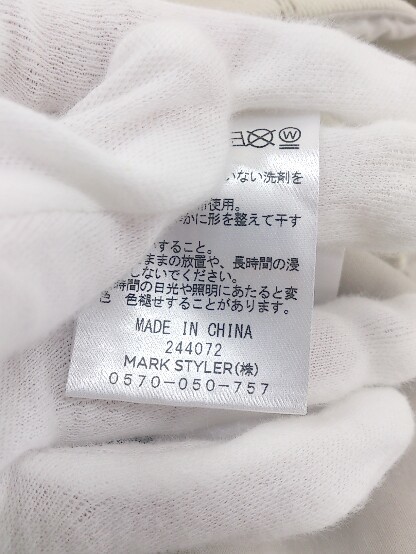 W
ない洗剤を
使用。
かに形を整えて干す
すること。
ままの放置や、長時間の浸
しないでください。
時間の日光や照明にあたると変
色 色褪せすることがあります。
MADE IN CHINA
244072
MARK STYLER(株)
0570-050-757